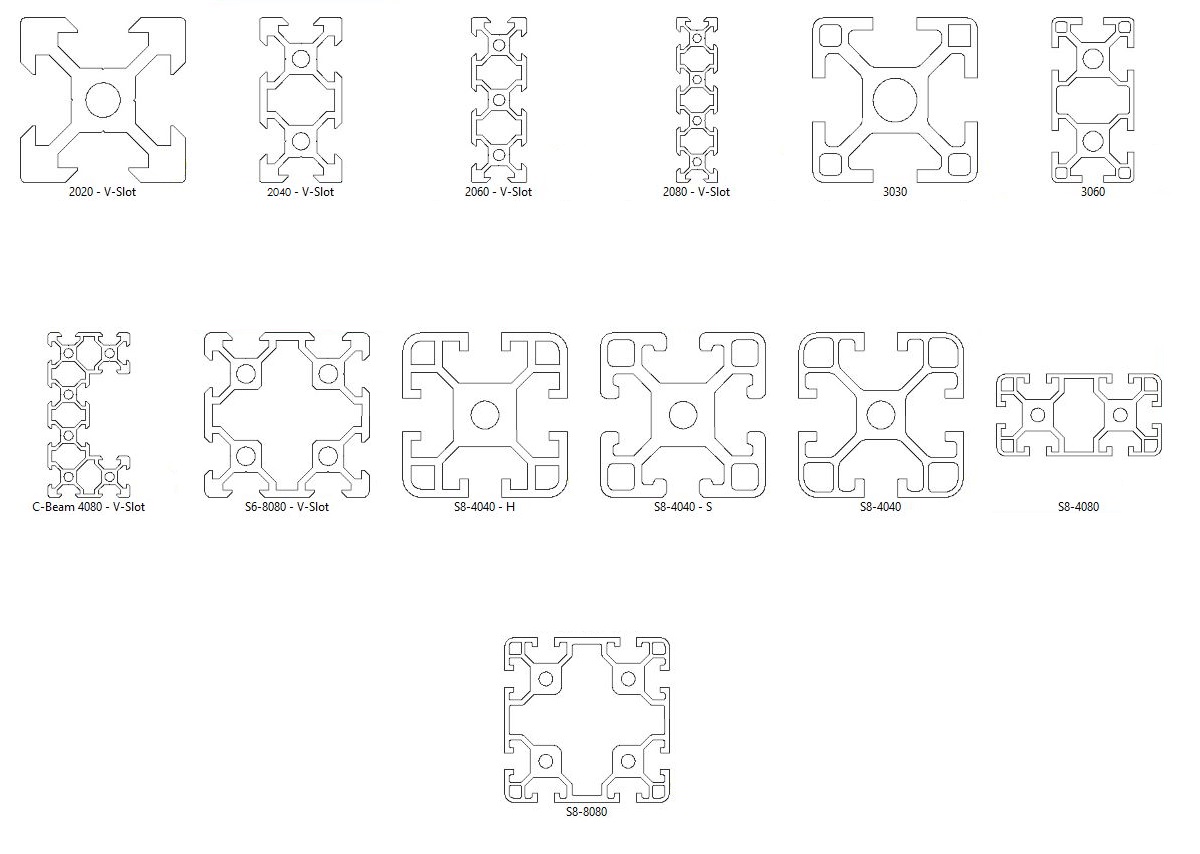 2020 - V-Slot
2040 - V-Slot
2060 - V-Slot
2080 - V-Slot
3030
3060
C-Beam 4080 - V-Slot
S6-8080 - V-Slot
S8-4040 - H
S8-4040 - S
S8-4040
S8-4080
S8-8080